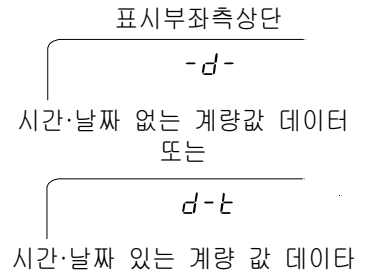 표시부좌측상단
-d-
시간·날짜 없는 계량값 데이터
또는
d-t
시간·날짜 있는 계량 값 데이타